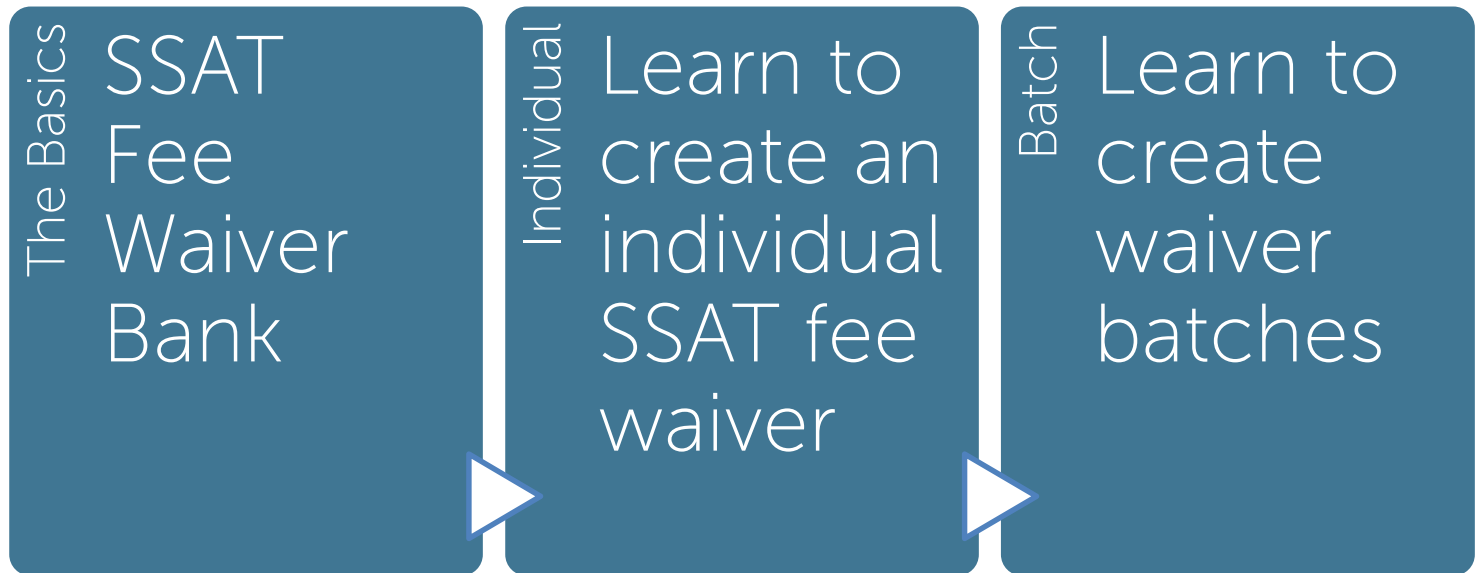 The Basics
SSAT
Fee
Waiver
Bank
Individual
Learn to
create an
individual
SSAT fee
waiver
Batch
Learn to
create
waiver
batches